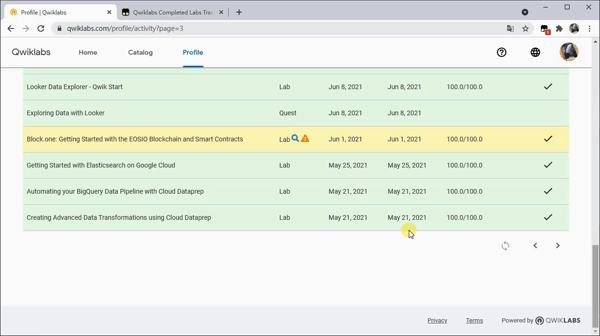 Profile | Qwiklabs
Qwiklabs Completed Labs Tra
qwiklabs.com/profile/activity?page=3
Qwiklabs Home Catalog Profile
Looker Data Explorer - Qwik Start Lab Jun 8, 2021 Jun 8, 2021 100.0/100.0
Exploring Data with Looker Quest Jun 8, 2021 Jun 8, 2021
Block.one: Getting Started with the EOSIO Blockchain and Smart Contracts Lab Jun 1, 2021 Jun 1, 2021 100.0/100.0
Getting Started with Elasticsearch on Google Cloud Lab May 25, 2021 May 25, 2021 100.0/100.0
Automating your BigQuery Data Pipeline with Cloud Dataprep Lab May 21, 2021 May 21, 2021 100.0/100.0
Creating Advanced Data Transformations using Cloud Dataprep Lab May 21, 2021 May 21, 2021 100.0/100.0
Privacy Terms Powered by QWIKLABS